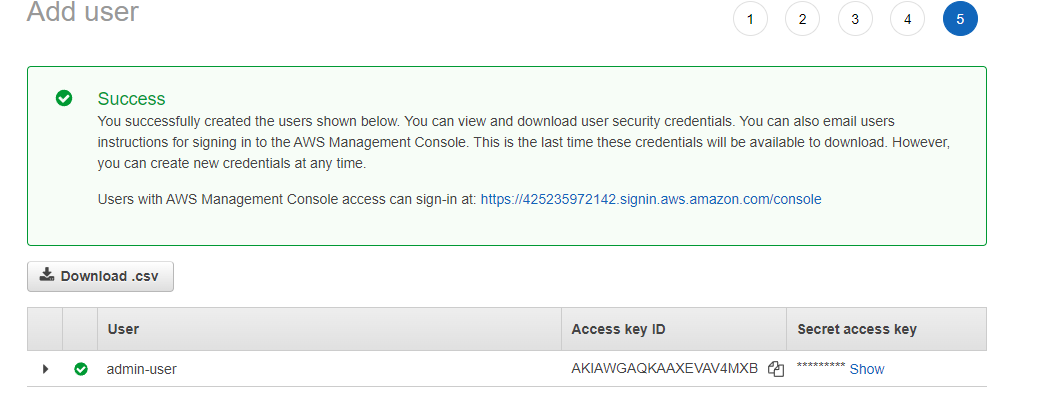 Add user
1 2 3 4 5
Success
You successfully created the users shown below. You can view and download user security credentials. You can also email users
instructions for signing in to the AWS Management Console. This is the last time these credentials will be available to download. However,
you can create new credentials at any time.
Users with AWS Management Console access can sign-in at: https://425235972142.signin.aws.amazon.com/console
Download .csv
User Access key ID Secret access key
admin-user AKIAWGAQKAAXEVAV4MXB ********* Show